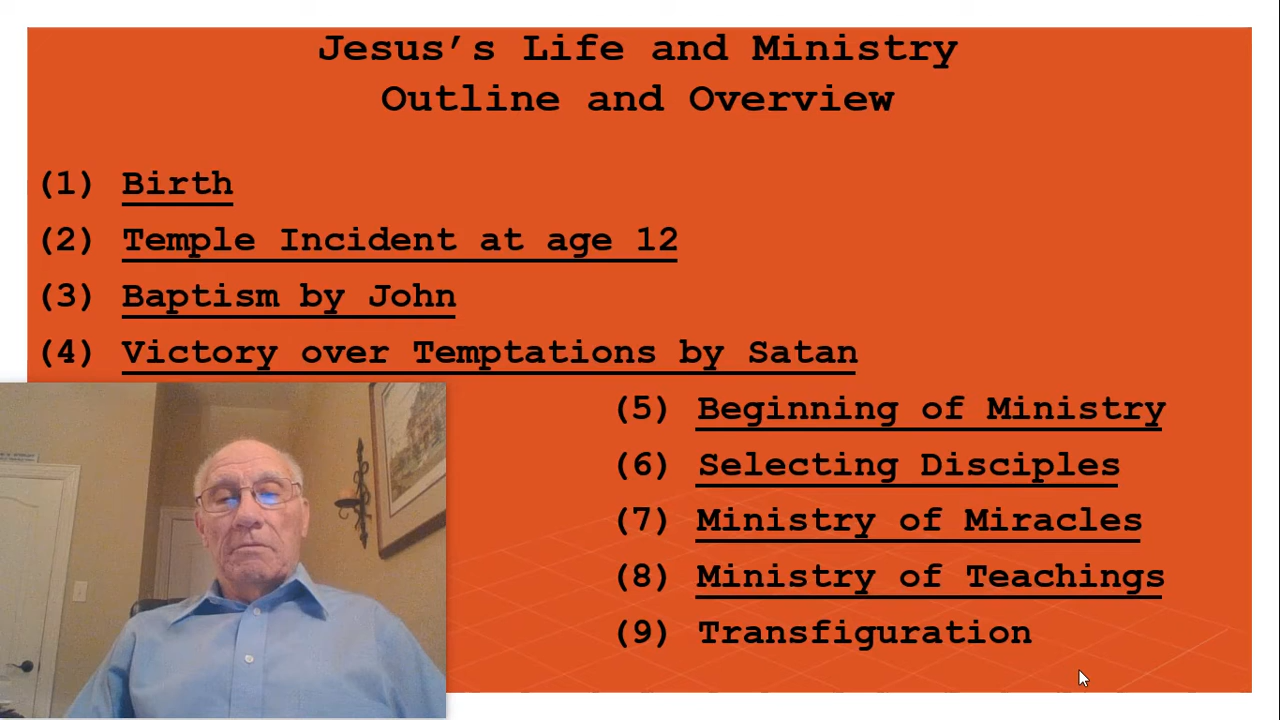 Jesus’s Life and Ministry
Outline and Overview
(1) Birth
(2) Temple Incident at age 12
(3) Baptism by John
(4) Victory over Temptations by Satan
(5) Beginning of Ministry
(6) Selecting Disciples
(7) Ministry of Miracles
(8) Ministry of Teachings
(9) Transfiguration